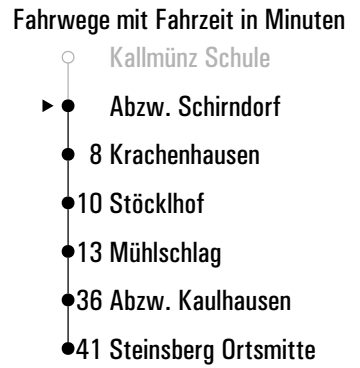 Fahrwege mit Fahrzeit in Minuten
Kallmünz Schule
Abzw. Schirndorf
8 Krachenhausen
10 Stöcklhof
13 Mühlschlag
36 Abzw. Kaulhausen
41 Steinsberg Ortsmitte